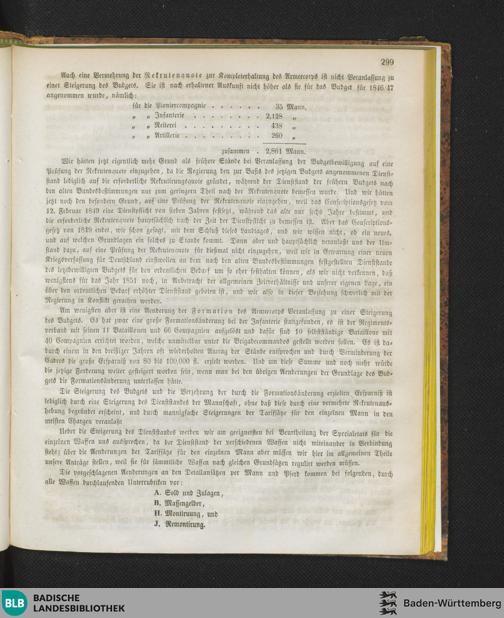 299
Auch eine Vermehrung der Rekrutenquote zur Kompleterhaltung des Armeecorps ist nicht Veranlassung zu
einer Steigerung des Budgets. Sie ist nach erhaltener Auskunft nicht höher als sie für das Budget für 1846/47
angenommen wurde, nämlich:
für die Pioniercompagnie . . . . . . 35 Mann,
„ „ Infanterie . . . . . . . . 2,128 „
„ „ Reiterei . . . . . . . . . 438 „
„ „ Artillerie . . . . . . . . . 260 „
zusammen . 2,861 Mann.
Wir hätten jetzt eigentlich mehr Grund als frühere Stände bei Veranlassung der Budgetbewilligung auf eine
Prüfung der Rekrutenquote einzugehen, da die Regierung den zur Basis des jetzigen Budgets angenommenen Dienst-
stand lediglich auf die erforderliche Mobilisirungsquote gründet, während der Dienststand der frühern Budgets nach
den alten Bundesbestimmungen nur zum geringern Theil nach der Rekrutenquote bemessen wurde. Und wir hätten
jetzt noch den besondern Grund, auf eine Prüfung der Rekrutenquote einzugehen, weil das Conscriptionsgesetz vom
12. Februar 1849 eine Dienstpflicht von sieben Jahren festsetzt, während das alte nur sechs Jahre bestimmt, und
die erforderliche Rekrutenquote hauptsächlich nach der Zeit der Dienstpflicht zu bemessen ist. Aber das Conscriptions-
gesetz von 1849 endet, wie schon gesagt, mit dem Schluß dieses Landtages, und wir wissen nicht, ob ein neues,
und auf welchen Grundlagen ein solches zu Stande kommt. Dann aber und hauptsächlich veranlaßt uns der Um-
stand dazu, auf eine Prüfung der Rekrutenquote für diesmal nicht einzugehen, weil wir in Erwartung einer neuen
Kriegsverfassung für Deutschland einstweilen an dem nach den alten Bundesbestimmungen festgestellten Dienststande
des letztbewilligten Budgets für den ordentlichen Bedarf um so eher festhalten können, als wir nicht verkennen, daß
wenigstens für das Jahr 1851 noch, in Anbetracht der allgemeinen Zeitverhältnisse und unserer eigenen Lage, ein
über den ordentlichen Bedarf erhöhter Dienststand geboten ist, und wir also in dieser Beziehung schwerlich mit der
Regierung in Konflikt gerathen werden.
Am wenigsten aber ist eine Aenderung der Formation des Armeecorps Veranlassung zu einer Steigerung
des Budgets. Es hat zwar eine große Formationsänderung bei der Infanterie stattgefunden, es ist der Regiments-
verband mit seinen 11 Bataillonen und 66 Compagnien aufgelöst und dafür sind 10 selbstständige Bataillone mit
40 Compagnien errichtet worden, welche unmittelbar unter die Brigadecommandos gestellt werden sollen. Es ist da-
durch einem in den dreißiger Jahren oft wiederholten Antrag der Stände entsprochen und durch Verminderung der
Cadres die große Ersparniß von 80 bis 100,000 fl. erzielt worden. Und um diese Summe und noch mehr würde
die jetzige Forderung weiter gesteigert worden sein, wenn man bei den übrigen Aenderungen der Grundlage des Bud-
gets die Formationsänderung unterlassen hätte.
Die Steigerung des Budgets und die Verzehrung der durch die Formationsänderung erzielten Ersparniß ist
lediglich durch eine Steigerung des Dienststandes der Mannschaft, ohne daß diese durch eine vermehrte Rekrutenaus-
hebung begründet erscheint, und durch mannigfache Steigerungen der Tarifsätze für den einzelnen Mann in den
meisten Chargen veranlaßt.
Ueber die Steigerung des Dienststandes werden wir am geeignetsten bei Beurtheilung der Specialetats für die
einzelnen Waffen uns aussprechen, da der Dienststand der verschiedenen Waffen nicht miteinander in Verbindung
steht; über die Aenderungen der Tarifsätze für den einzelnen Mann aber müssen wir hier im allgemeinen Theile
unsere Anträge stellen, weil sie für sämmtliche Waffen nach gleichen Grundsätzen regulirt werden müssen.
Die vorgeschlagenen Aenderungen an den Detailansätzen per Mann und Pferd kommen bei folgenden, durch
alle Waffen durchlaufenden Unterrubriken vor:
A. Sold und Zulagen,
B. Massengelder,
H. Montirung, und
J. Remontirung.
BLB
BADISCHE
LANDESBIBLIOTHEK
Baden-Württemberg